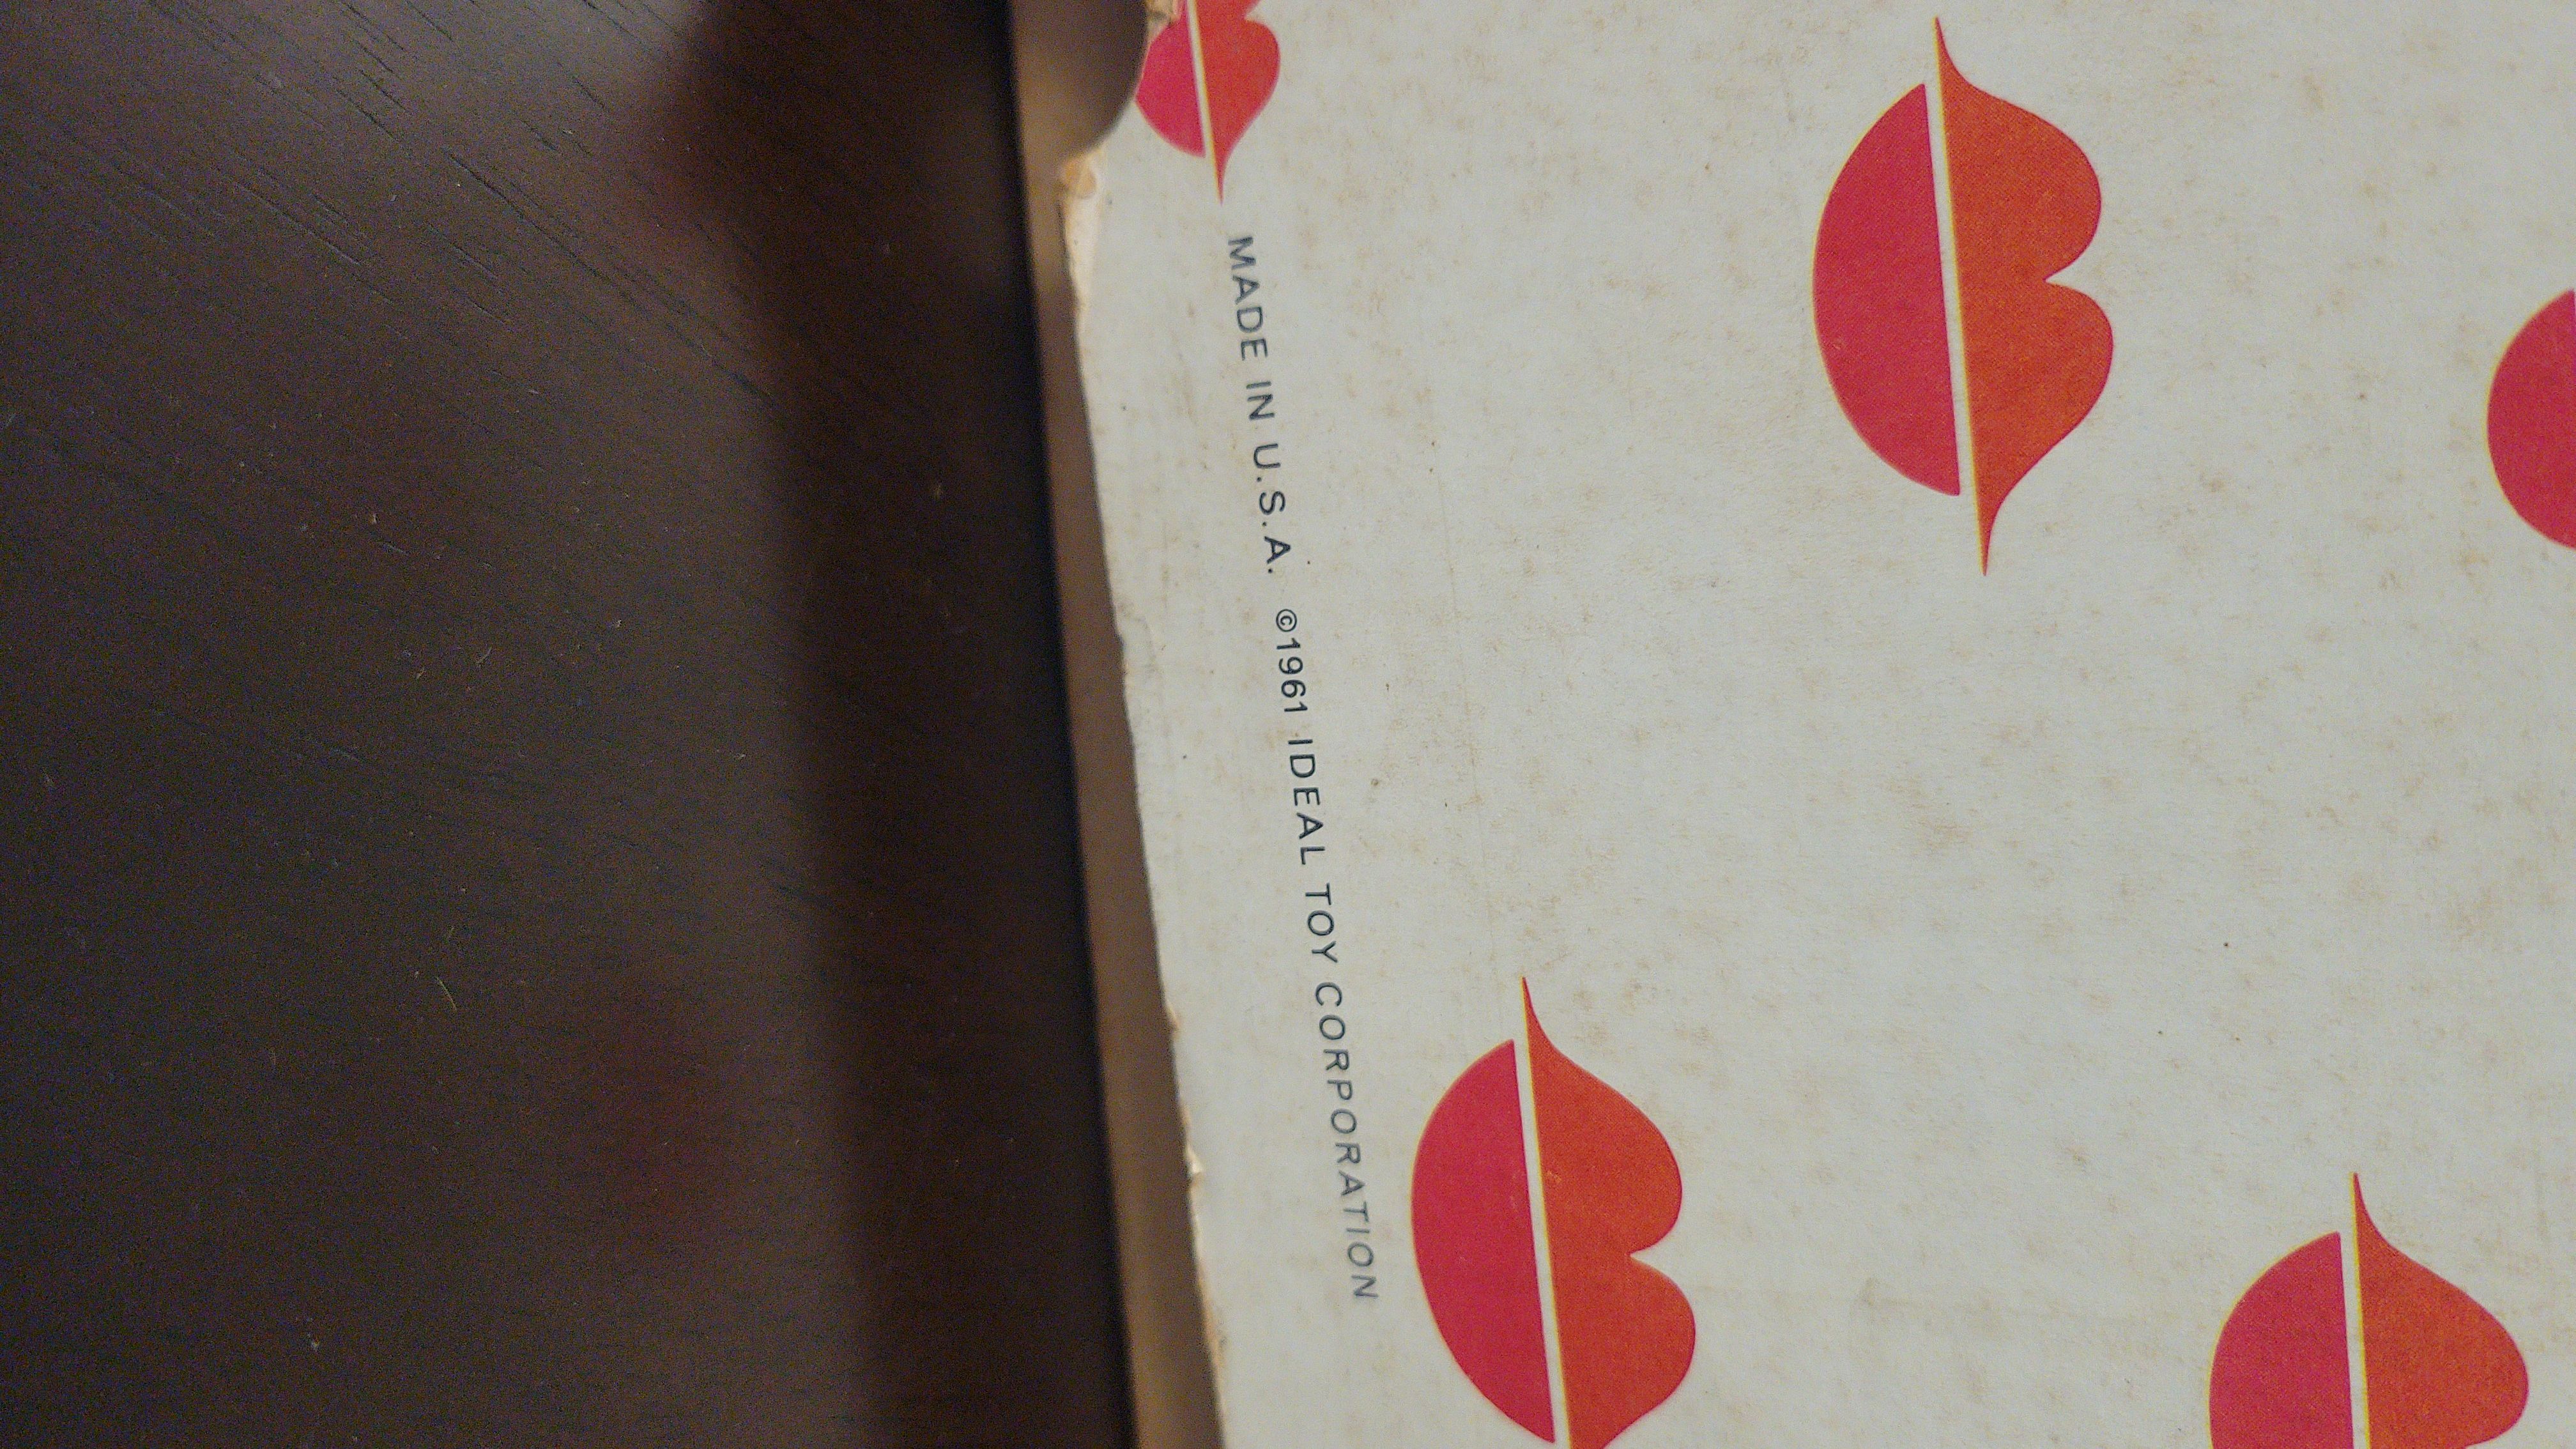 MADE IN U.S.A. ©1961 IDEAL TOY CORPORATION